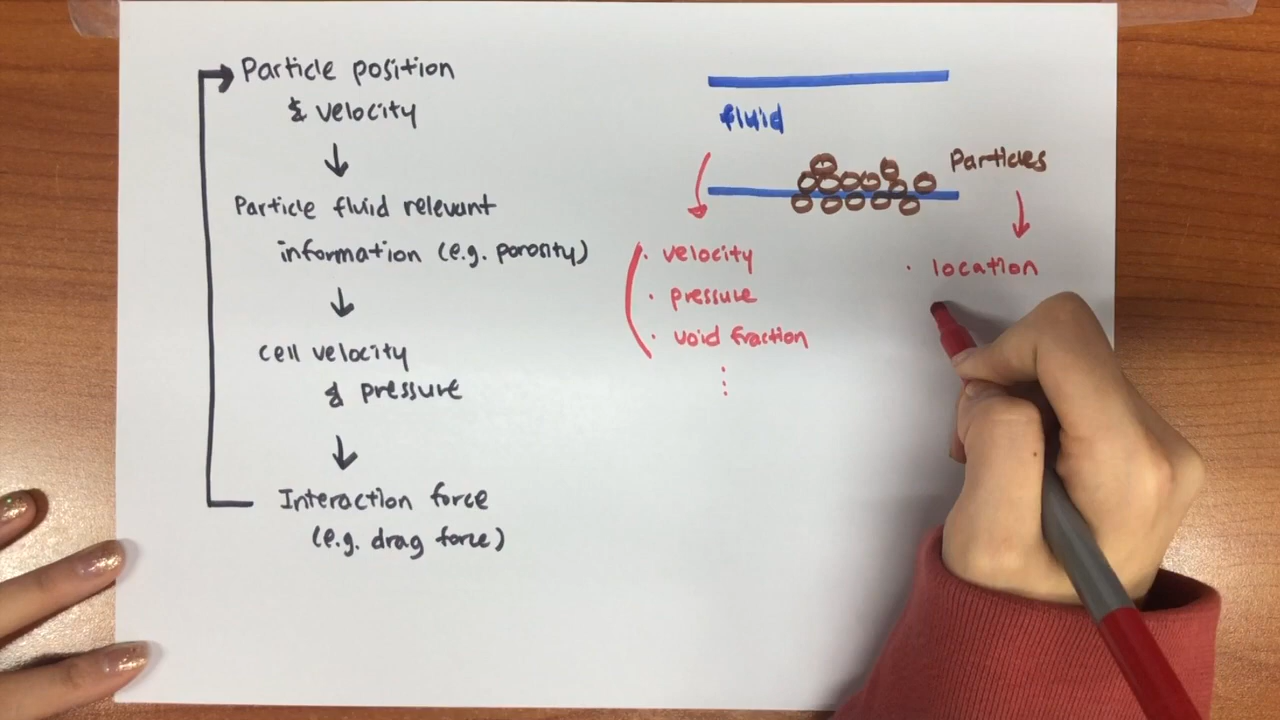 Particle position
& velocity
Particle fluid relevant
information (e.g. porosity)
Cell velocity
& pressure
Interaction force
(e.g. drag force)
fluid
Particles
· velocity
· pressure
· void fraction
⋮
· location